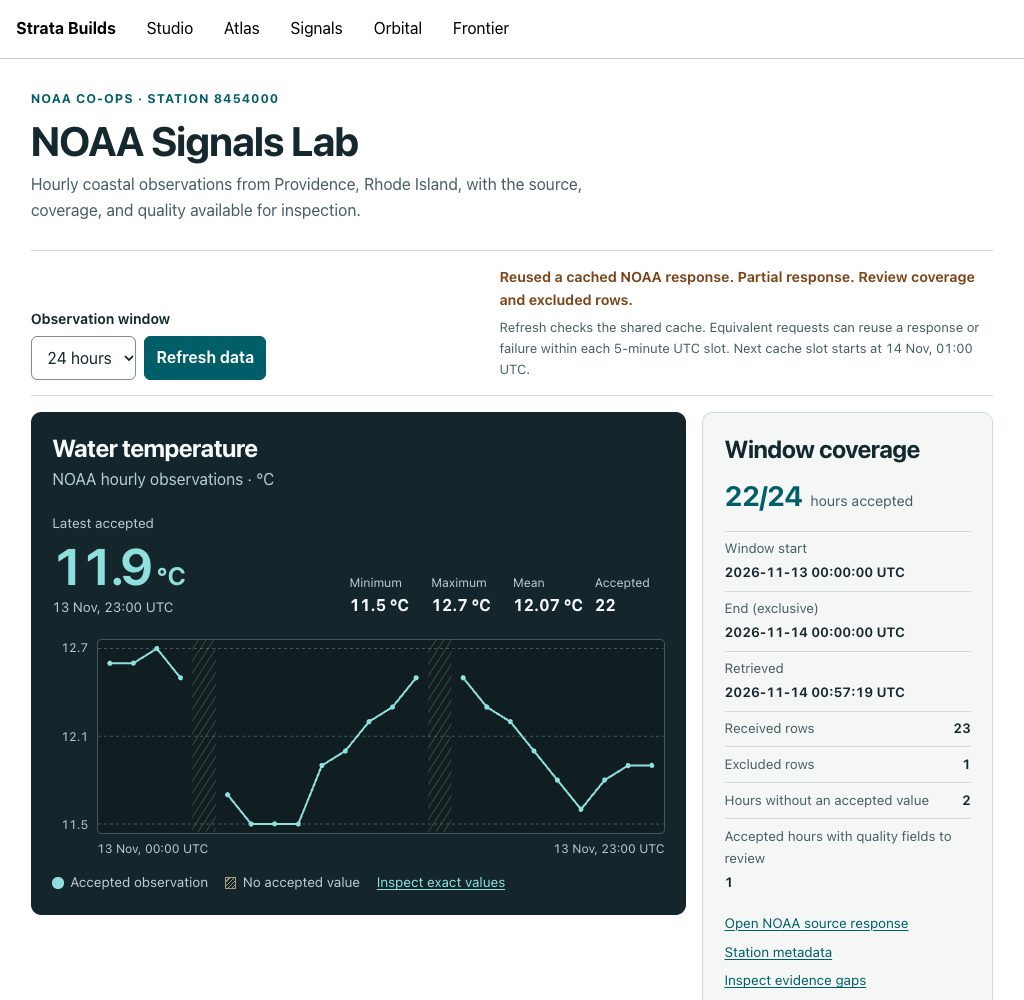 Strata Builds Studio Atlas Signals Orbital Frontier
NOAA CO-OPS · STATION 8454000
NOAA Signals Lab
Hourly coastal observations from Providence, Rhode Island, with the source,
coverage, and quality available for inspection.
Observation window
24 hours
Refresh data
Reused a cached NOAA response. Partial response. Review coverage
and excluded rows.
Refresh checks the shared cache. Equivalent requests can reuse a response or
failure within each 5-minute UTC slot. Next cache slot starts at 14 Nov, 01:00
UTC.
Water temperature
NOAA hourly observations · °C
Latest accepted
11.9 °C
13 Nov, 23:00 UTC
Minimum Maximum Mean Accepted
11.5 °C 12.7 °C 12.07 °C 22
12.7
12.1
11.5
13 Nov, 00:00 UTC 13 Nov, 23:00 UTC
Accepted observation No accepted value Inspect exact values
Window coverage
22/24 hours accepted
Window start
2026-11-13 00:00:00 UTC
End (exclusive)
2026-11-14 00:00:00 UTC
Retrieved
2026-11-14 00:57:19 UTC
Received rows 23
Excluded rows 1
Hours without an accepted value 2
Accepted hours with quality fields to
review
1
Open NOAA source response
Station metadata
Inspect evidence gaps